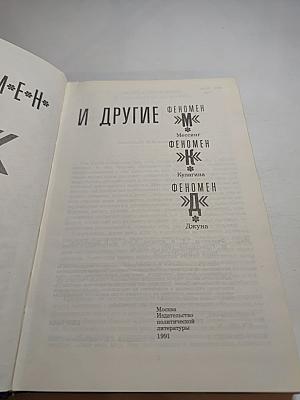 М*Е*Н*
К
И ДРУГИЕ
ФЕНОМЕН
»М«
Мессинг
ФЕНОМЕН
»К«
Кулагина
ФЕНОМЕН
»Д«
Джуна
Москва
Издательство
политической
литературы
1991